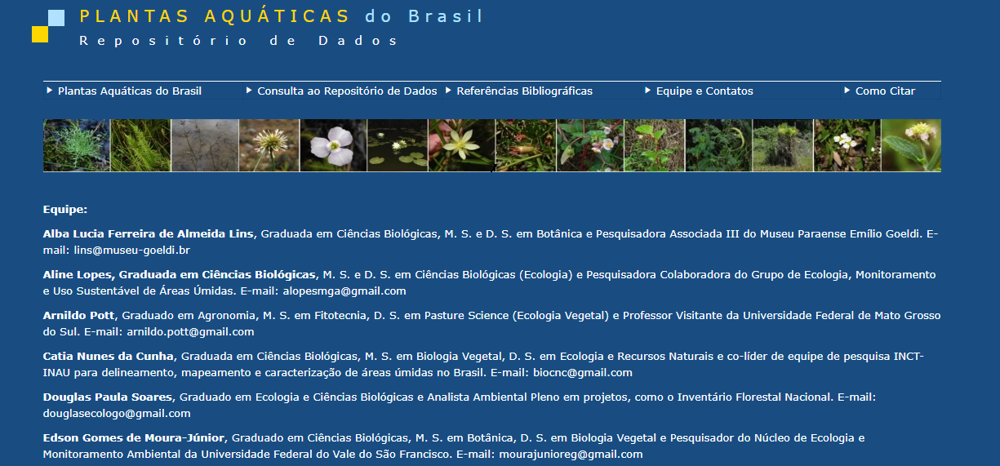 PLANTAS AQUÁTICAS do Brasil
Repositório de Dados
Plantas Aquáticas do Brasil
Consulta ao Repositório de Dados
Referências Bibliográficas
Equipe e Contatos
Como Citar
Equipe:
Alba Lucia Ferreira de Almeida Lins, Graduada em Ciências Biológicas, M. S. e D. S. em Botânica e Pesquisadora Associada III do Museu Paraense Emílio Goeldi. E-
mail: lins@museu-goeldi.br
Aline Lopes, Graduada em Ciências Biológicas, M. S. e D. S. em Ciências Biológicas (Ecologia) e Pesquisadora Colaboradora do Grupo de Ecologia, Monitoramento
e Uso Sustentável de Áreas Úmidas. E-mail: alopesmga@gmail.com
Arnildo Pott, Graduado em Agronomia, M. S. em Fitotecnia, D. S. em Pasture Science (Ecologia Vegetal) e Professor Visitante da Universidade Federal de Mato Grosso
do Sul. E-mail: arnildo.pott@gmail.com
Catia Nunes da Cunha, Graduada em Ciências Biológicas, M. S. em Biologia Vegetal, D. S. em Ecologia e Recursos Naturais e co-líder de equipe de pesquisa INCT-
INAU para delineamento, mapeamento e caracterização de áreas úmidas no Brasil. E-mail: biocnc@gmail.com
Douglas Paula Soares, Graduado em Ecologia e Ciências Biológicas e Analista Ambiental Pleno em projetos, como o Inventário Florestal Nacional. E-mail:
douglasecologo@gmail.com
Edson Gomes de Moura-Júnior, Graduado em Ciências Biológicas, M. S. em Botânica, D. S. em Biologia Vegetal e Pesquisador do Núcleo de Ecologia e
Monitoramento Ambiental da Universidade Federal do Vale do São Francisco. E-mail: mourajunioreg@gmail.com